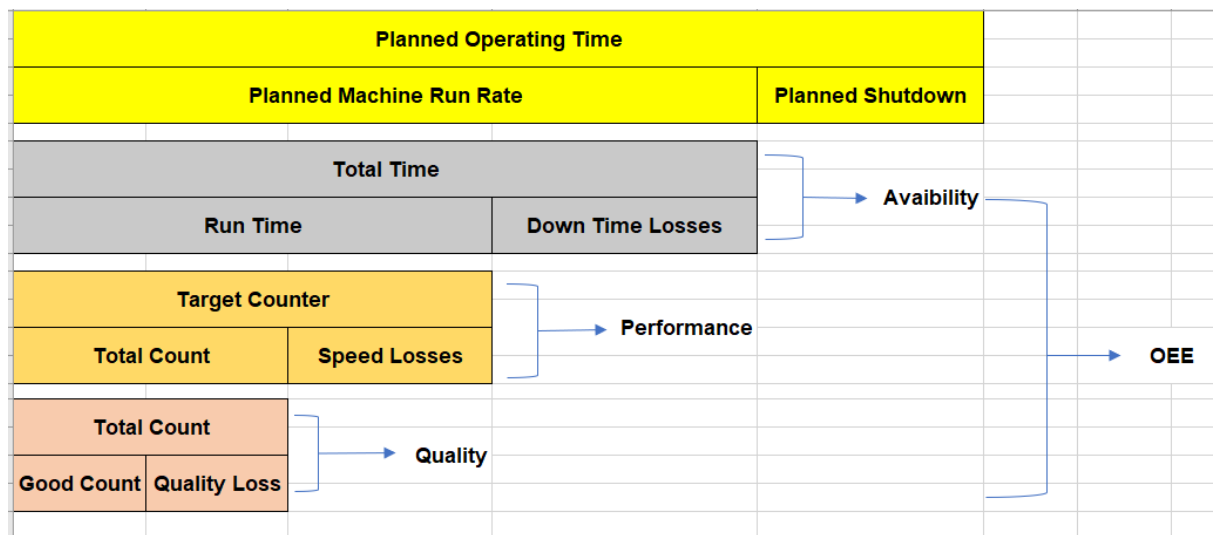 Planned Operating Time
Planned Machine Run Rate
Planned Shutdown
Total Time
Avaibility
Run Time
Down Time Losses
Target Counter
Performance
Total Count
Speed Losses
OEE
Total Count
Quality
Good Count
Quality Loss